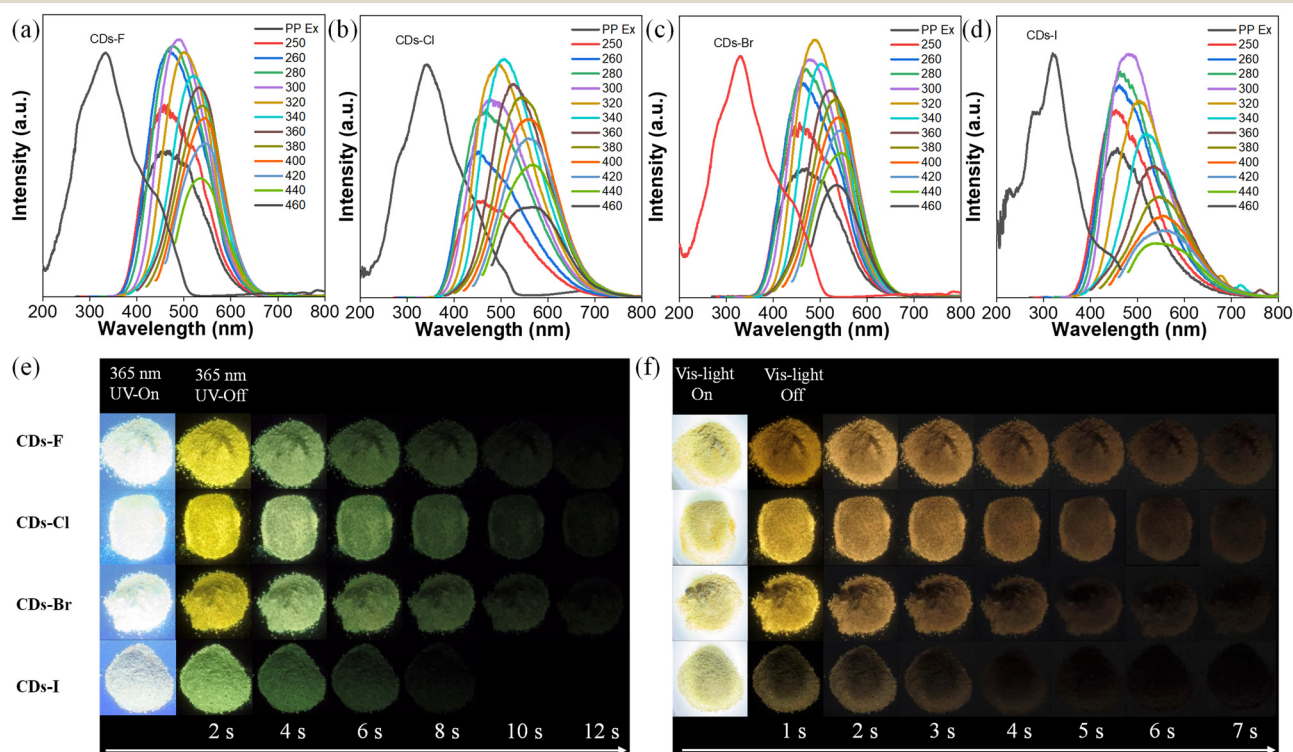 (a)
CDs-F
PP Ex
250
260
280
300
320
340
360
380
400
420
440
460
Intensity (a.u.)
200 300 400 500 600 700 800
Wavelength (nm)
(b)
CDs-Cl
PP Ex
250
260
280
300
320
340
360
380
400
420
440
460
Intensity (a.u.)
200 300 400 500 600 700 800
Wavelength (nm)
(c)
CDs-Br
PP Ex
250
260
280
300
320
340
360
380
400
420
440
460
Intensity (a.u.)
200 300 400 500 600 700 800
Wavelength (nm)
(d)
CDs-I
PP Ex
250
260
280
300
320
340
360
380
400
420
440
460
Intensity (a.u.)
200 300 400 500 600 700 800
Wavelength (nm)
(e)
365 nm
UV-On
365 nm
UV-Off
CDs-F
CDs-Cl
CDs-Br
CDs-I
2 s 4 s 6 s 8 s 10 s 12 s
(f)
Vis-light
On
Vis-light
Off
1 s 2 s 3 s 4 s 5 s 6 s 7 s